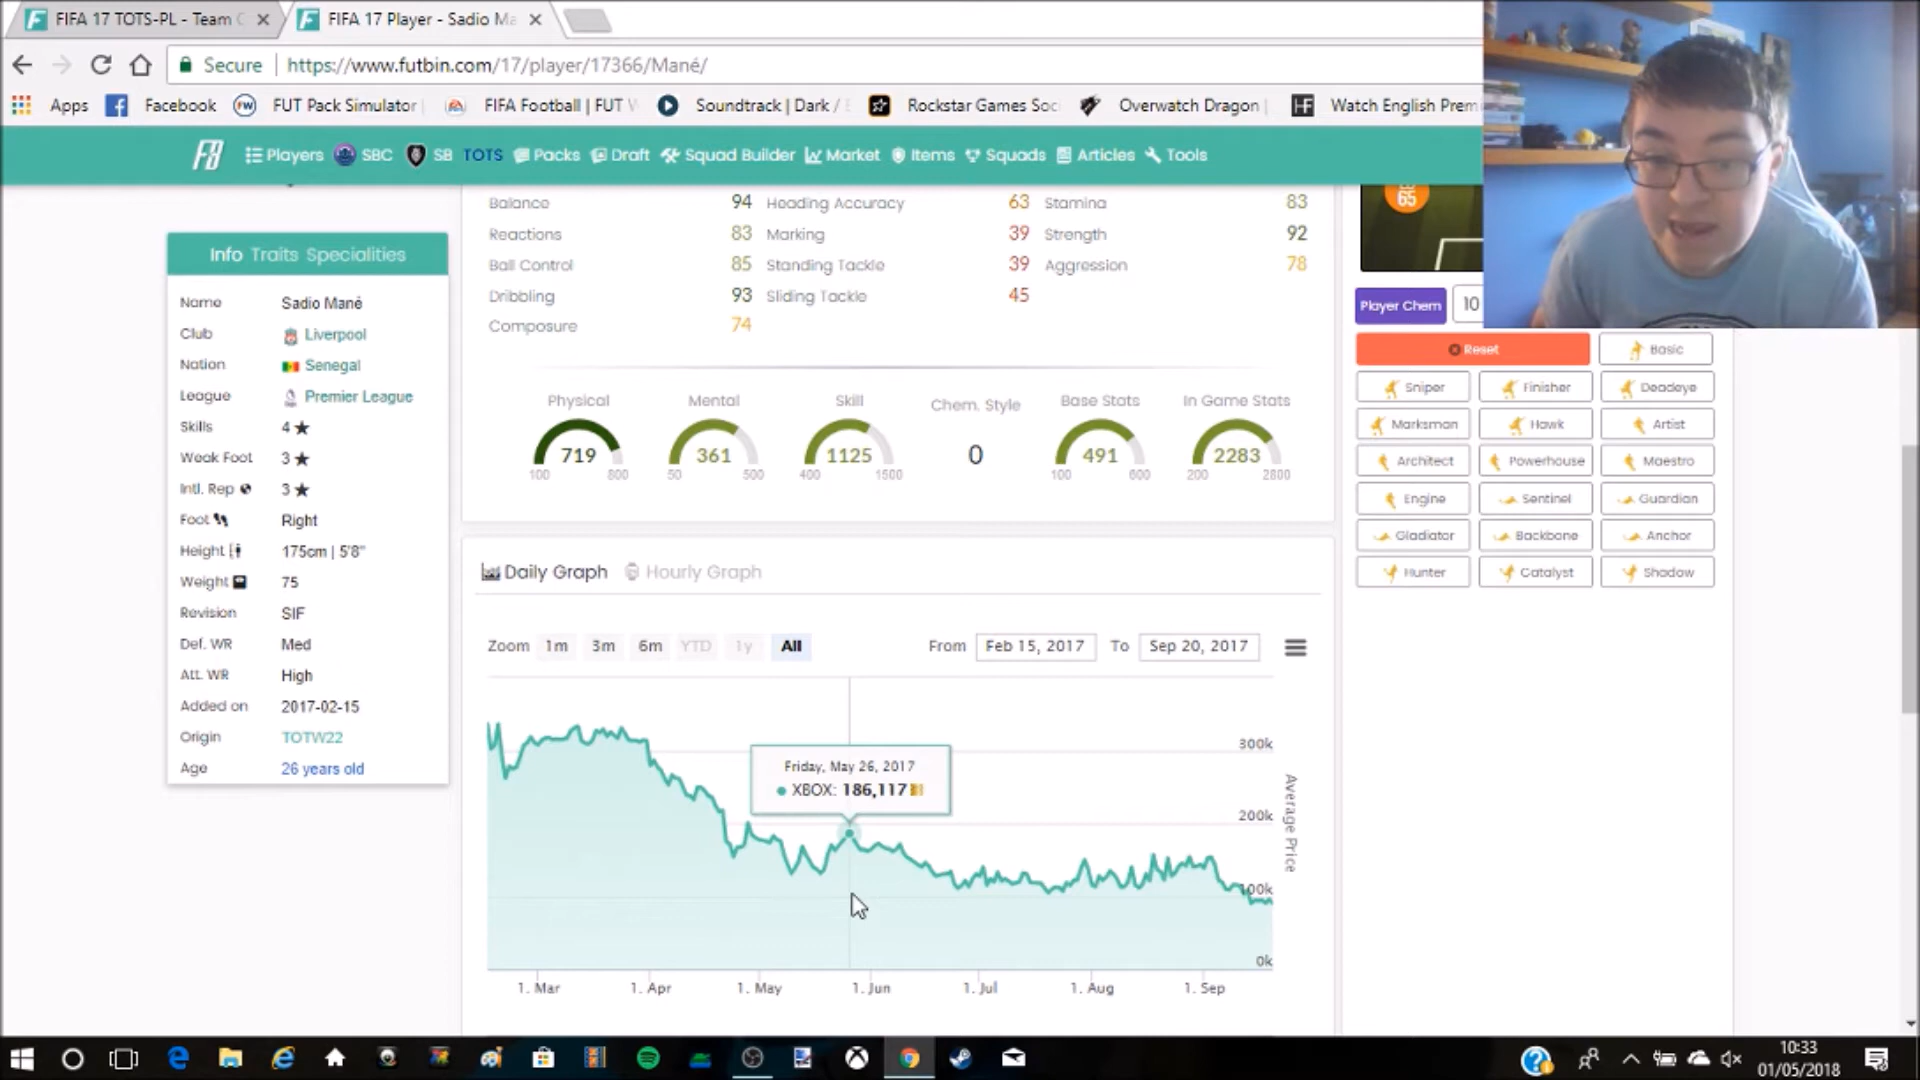 FIFA 17 TOTS-PL - Team
FIFA 17 Player - Sadio Ma
Secure https://www.futbin.com/17/player/17366/Mané/
Apps Facebook FUT Pack Simulator FIFA Football | FUT Soundtrack | Dark / Rockstar Games Soc Overwatch Dragon Watch English Prem
Players SBC SB TOTS Packs Draft Squad Builder Market Items Squads Articles Tools
Balance 94 Heading Accuracy 63 Stamina 83
Reactions 83 Marking 39 Strength 92
Ball Control 85 Standing Tackle 39 Aggression 78
Dribbling 93 Sliding Tackle 45
Composure 74
65
Player Chem 10
Info Traits Specialities
Name Sadio Mané
Club Liverpool
Nation Senegal
League Premier League
Skills 4
Weak Foot 3
Intl. Rep 3
Foot Right
Height 175cm | 5'8"
Weight 75
Revision SIF
Def. WR Med
Att. WR High
Added on 2017-02-15
Origin TOTW22
Age 26 years old
Physical Mental Skill Chem. Style Base Stats In Game Stats
719 361 1125 0 491 2283
100 800 50 500 400 1500 100 600 200 2800
Reset Basic
Sniper Finisher Deadeye
Marksman Hawk Artist
Architect Powerhouse Maestro
Engine Sentinel Guardian
Gladiator Backbone Anchor
Hunter Catalyst Shadow
Daily Graph Hourly Graph
Zoom 1m 3m 6m YTD 1y All From Feb 15, 2017 To Sep 20, 2017
Friday, May 26, 2017
XBOX: 186,117
300k
200k
100k
0k
Average Price
1. Mar 1. Apr 1. May 1. Jun 1. Jul 1. Aug 1. Sep
10:33
01/05/2018